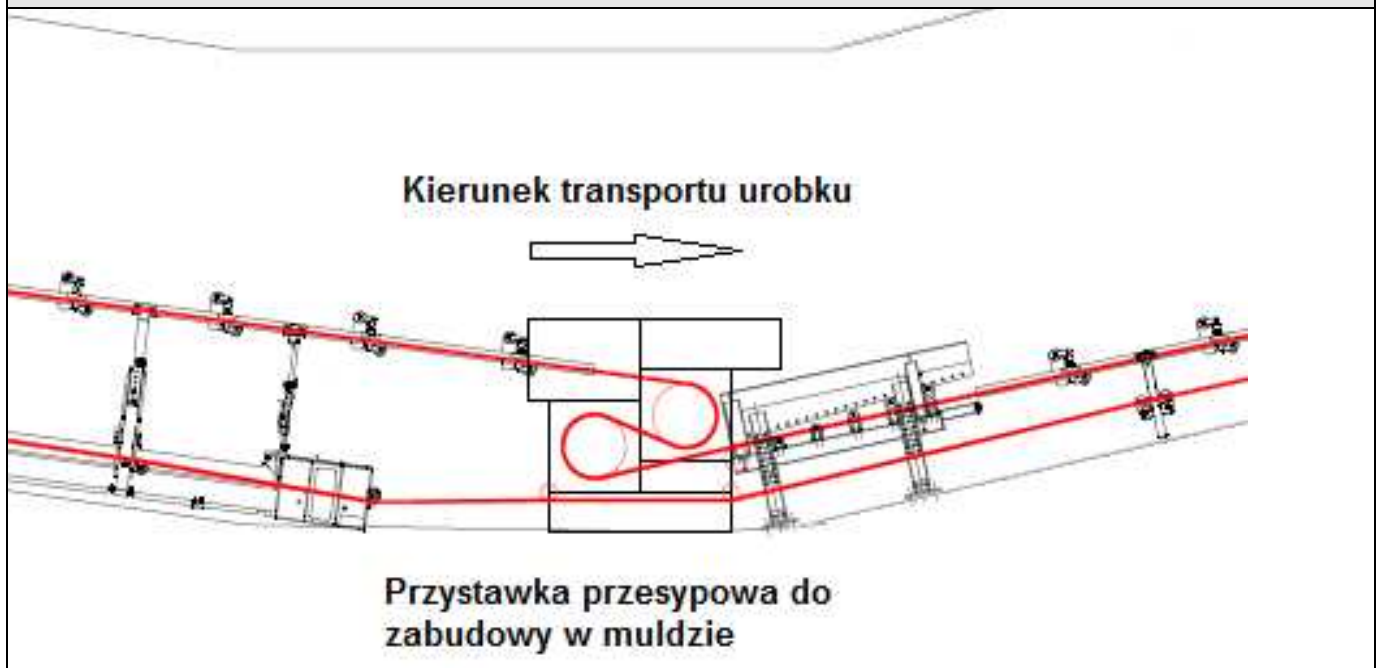 Kierunek transportu urobku
Przystawka przesypowa do
zabudowy w muldzie